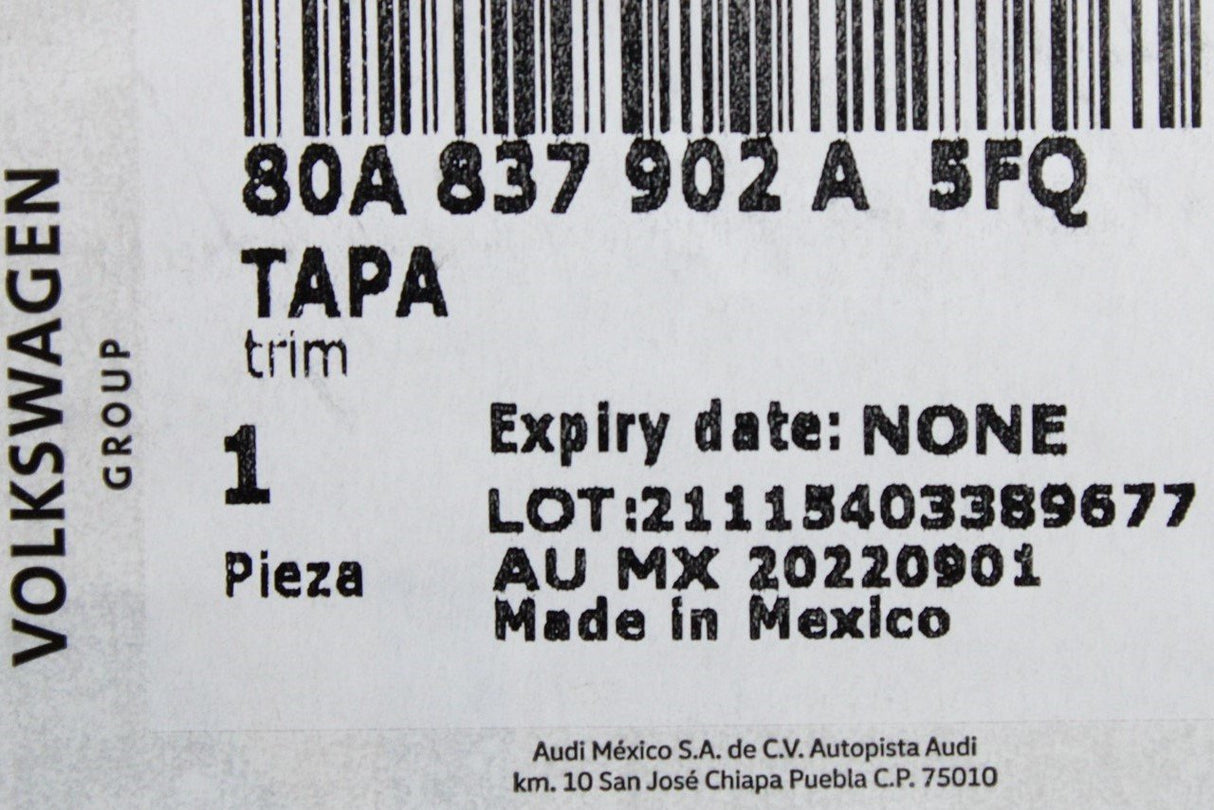 VOLKSWAGEN
GROUP
80A 837 902 A 5FQ
TAPA
trim
1
Pieza
Expiry date: NONE
LOT:21115403389677
AU MX 20220901
Made in Mexico
Audi México S.A. de C.V. Autopista Audi
km. 10 San José Chiapa Puebla C.P. 75010